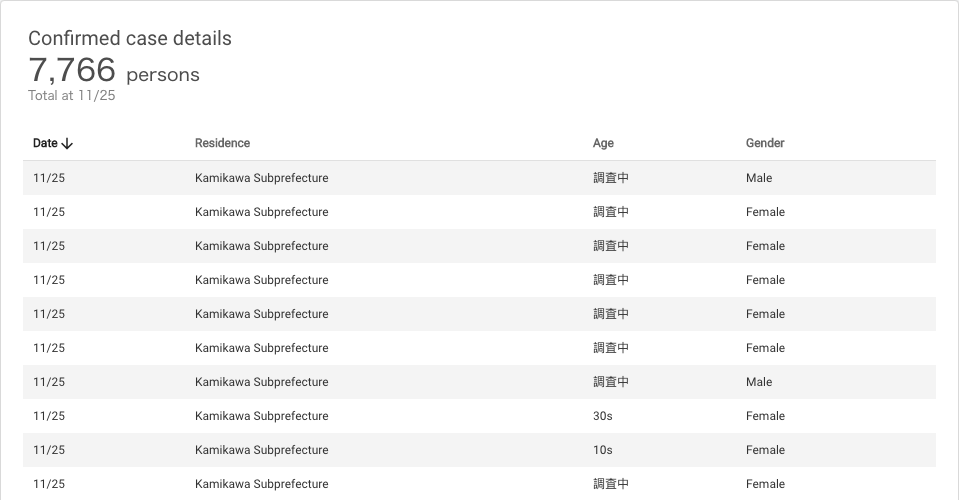 Confirmed case details
7,766 persons
Total at 11/25
Date Residence Age Gender
11/25 Kamikawa Subprefecture 調査中 Male
11/25 Kamikawa Subprefecture 調査中 Female
11/25 Kamikawa Subprefecture 調査中 Female
11/25 Kamikawa Subprefecture 調査中 Female
11/25 Kamikawa Subprefecture 調査中 Female
11/25 Kamikawa Subprefecture 調査中 Female
11/25 Kamikawa Subprefecture 調査中 Male
11/25 Kamikawa Subprefecture 30s Female
11/25 Kamikawa Subprefecture 10s Female
11/25 Kamikawa Subprefecture 調査中 Female